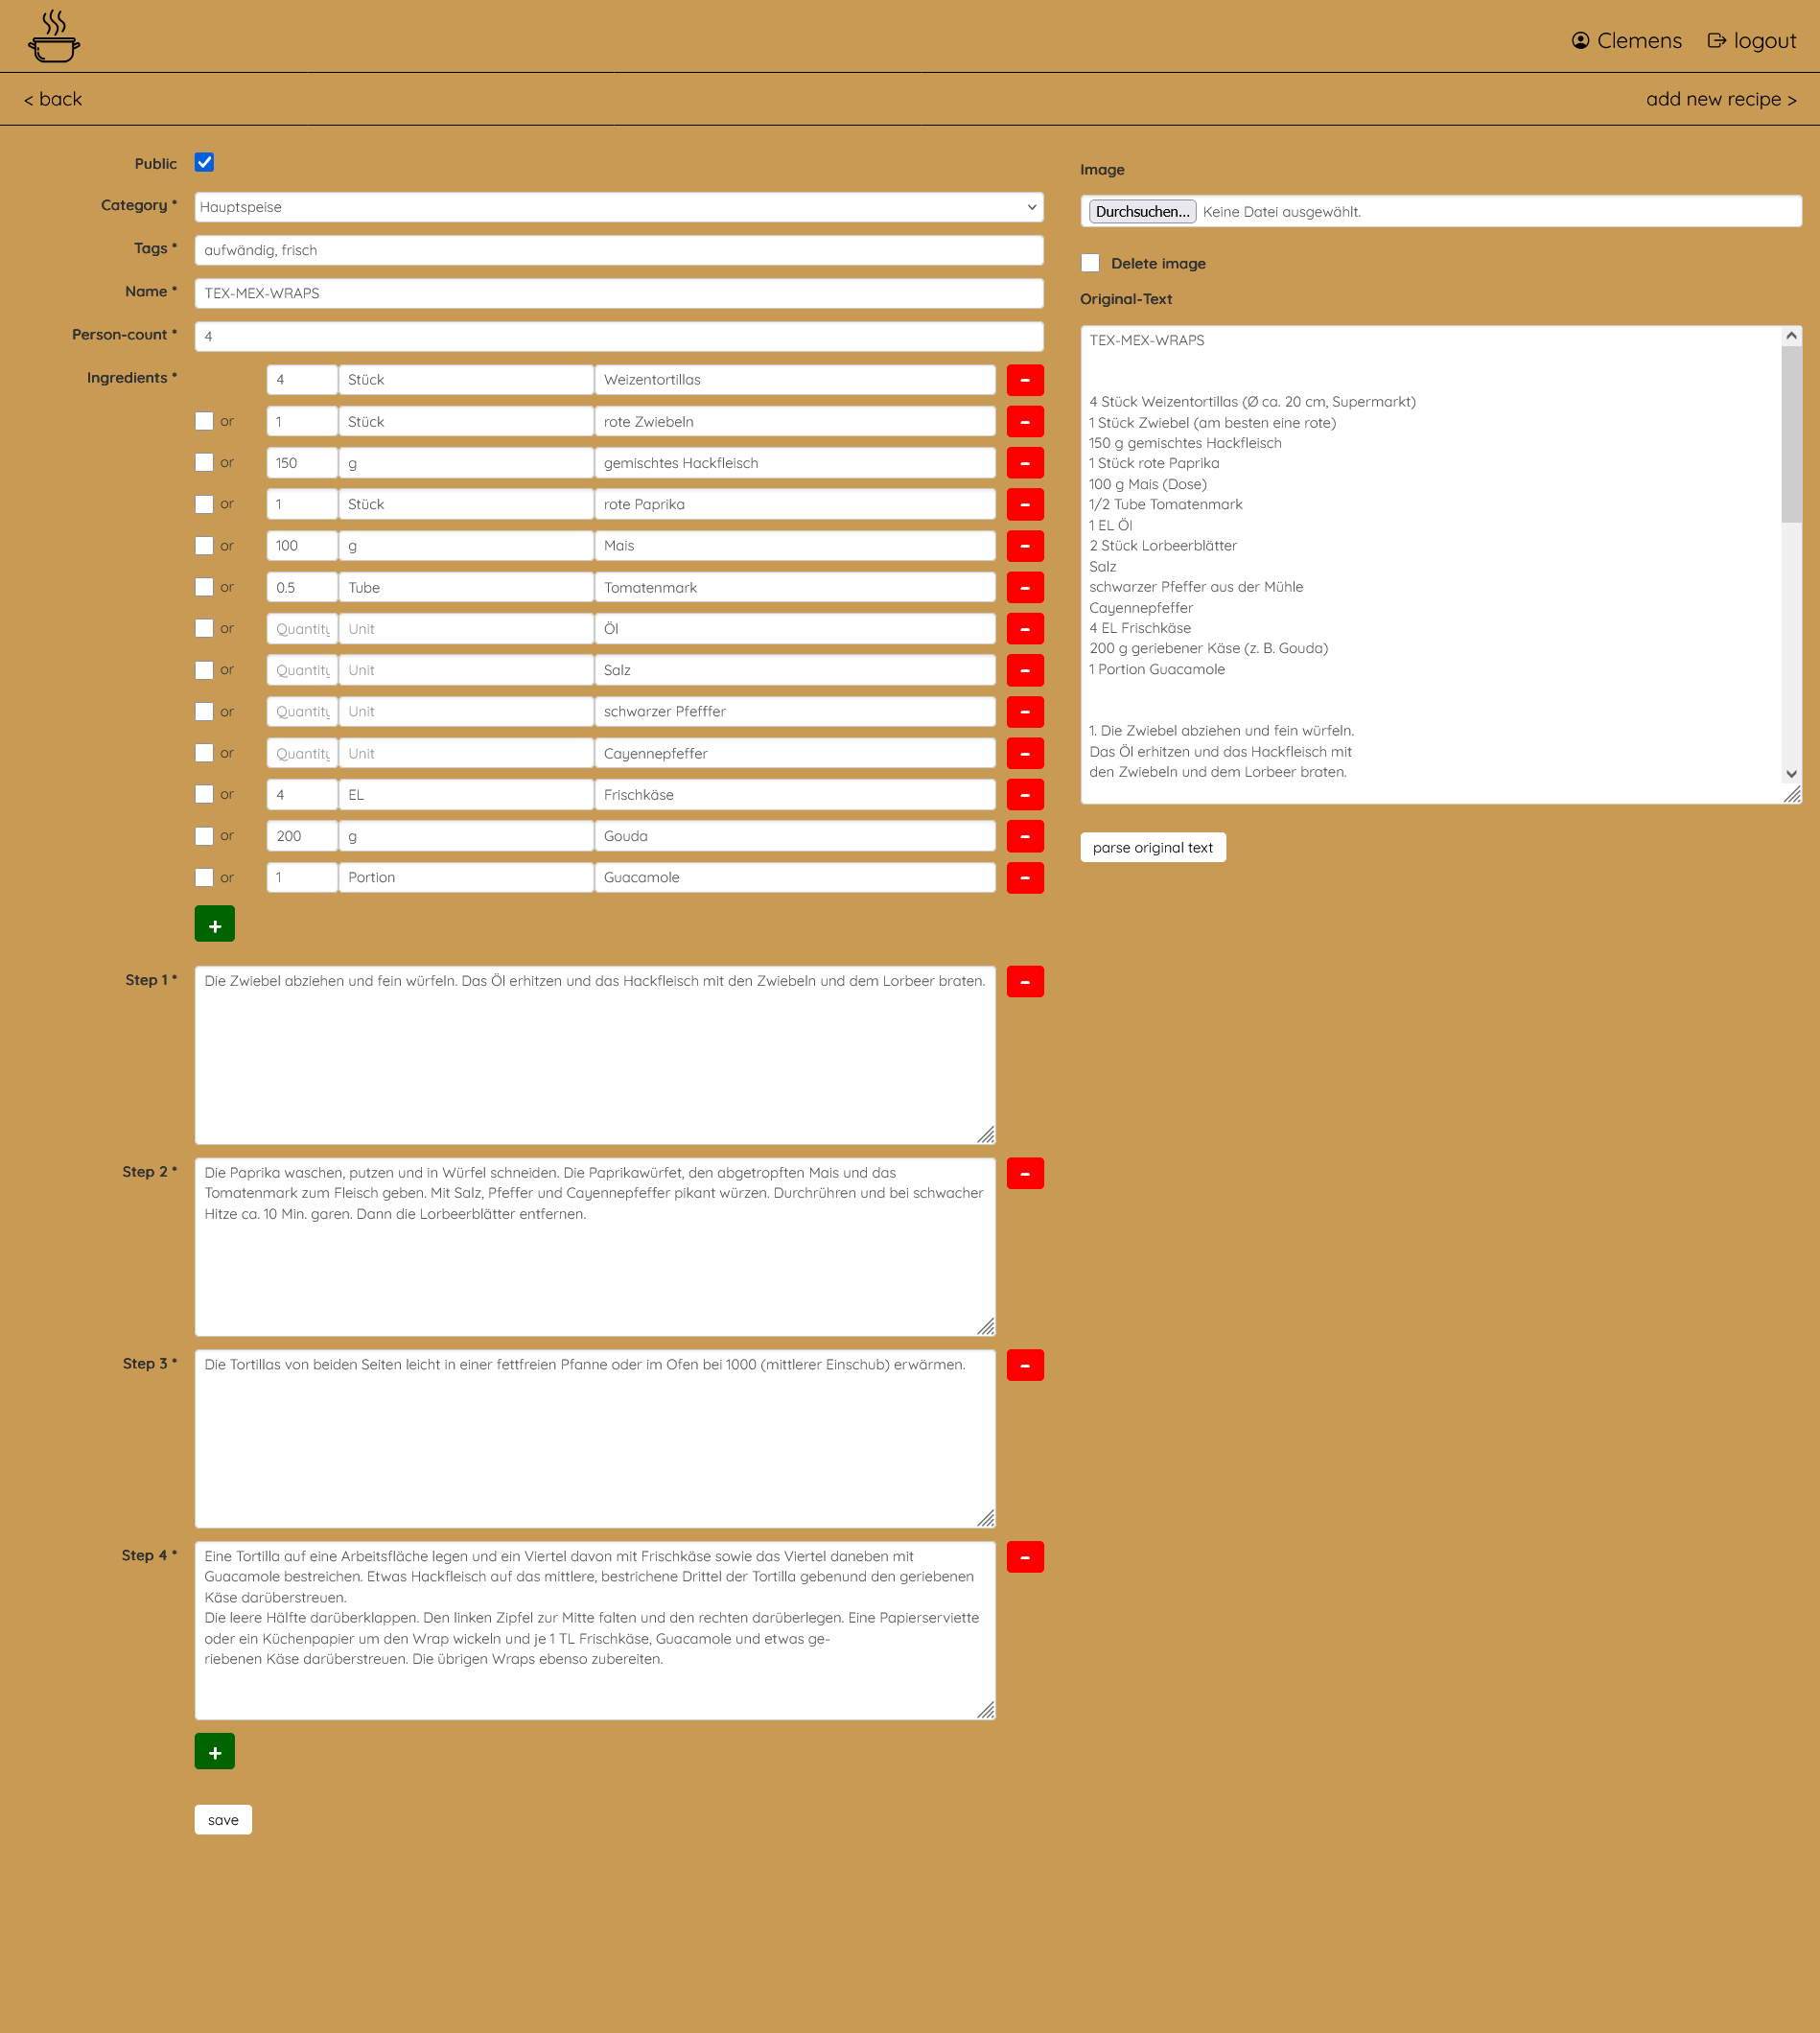 Clemens logout
< back
add new recipe >
Public
Category * Hauptspeise
Tags * aufwändig, frisch
Name * TEX-MEX-WRAPS
Person-count * 4
Ingredients * 4 Stück Weizentortillas -
or 1 Stück rote Zwiebeln -
or 150 g gemischtes Hackfleisch -
or 1 Stück rote Paprika -
or 100 g Mais -
or 0.5 Tube Tomatenmark -
or Quantity Unit Öl -
or Quantity Unit Salz -
or Quantity Unit schwarzer Pfefffer -
or Quantity Unit Cayennepfeffer -
or 4 EL Frischkäse -
or 200 g Gouda -
or 1 Portion Guacamole -
+
Step 1 * Die Zwiebel abziehen und fein würfeln. Das Öl erhitzen und das Hackfleisch mit den Zwiebeln und dem Lorbeer braten. -
Step 2 * Die Paprika waschen, putzen und in Würfel schneiden. Die Paprikawürfet, den abgetropften Mais und das -
Tomatenmark zum Fleisch geben. Mit Salz, Pfeffer und Cayennepfeffer pikant würzen. Durchrühren und bei schwacher
Hitze ca. 10 Min. garen. Dann die Lorbeerblätter entfernen.
Step 3 * Die Tortillas von beiden Seiten leicht in einer fettfreien Pfanne oder im Ofen bei 1000 (mittlerer Einschub) erwärmen. -
Step 4 * Eine Tortilla auf eine Arbeitsfläche legen und ein Viertel davon mit Frischkäse sowie das Viertel daneben mit -
Guacamole bestreichen. Etwas Hackfleisch auf das mittlere, bestrichene Drittel der Tortilla gebenund den geriebenen
Käse darüberstreuen.
Die leere Hälfte darüberklappen. Den linken Zipfel zur Mitte falten und den rechten darüberlegen. Eine Papierserviette
oder ein Küchenpapier um den Wrap wickeln und je 1 TL Frischkäse, Guacamole und etwas ge-
riebenen Käse darüberstreuen. Die übrigen Wraps ebenso zubereiten.
+
save
Image
Durchsuchen... Keine Datei ausgewählt.
Delete image
Original-Text
TEX-MEX-WRAPS
4 Stück Weizentortillas (Ø ca. 20 cm, Supermarkt)
1 Stück Zwiebel (am besten eine rote)
150 g gemischtes Hackfleisch
1 Stück rote Paprika
100 g Mais (Dose)
1/2 Tube Tomatenmark
1 EL Öl
2 Stück Lorbeerblätter
Salz
schwarzer Pfeffer aus der Mühle
Cayennepfeffer
4 EL Frischkäse
200 g geriebener Käse (z. B. Gouda)
1 Portion Guacamole
1. Die Zwiebel abziehen und fein würfeln.
Das Öl erhitzen und das Hackfleisch mit
den Zwiebeln und dem Lorbeer braten.
parse original text